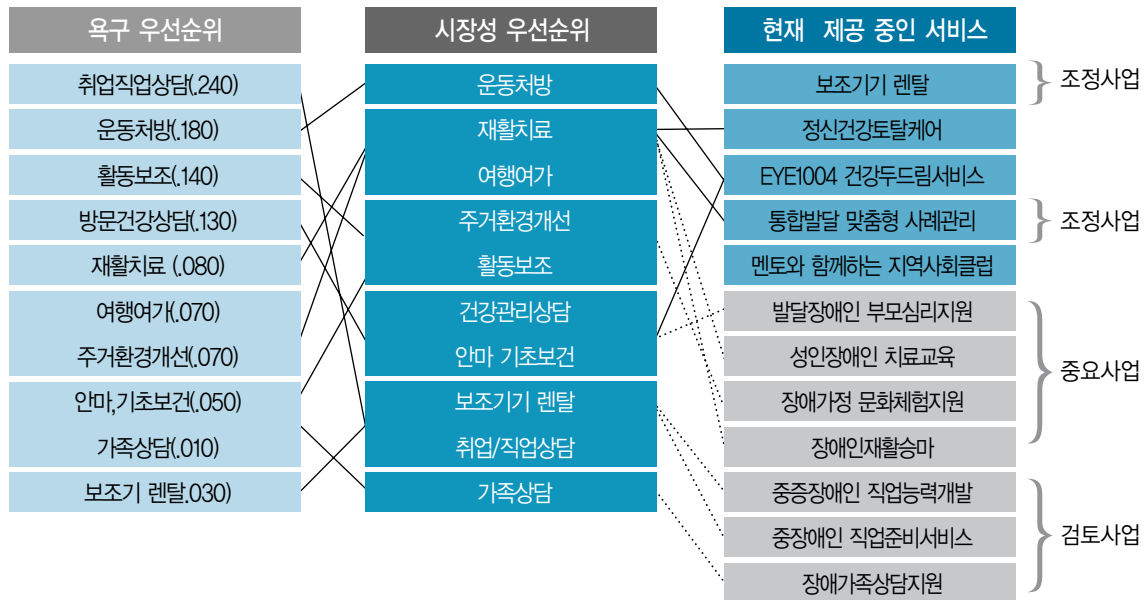 욕구 우선순위
취업직업상담(.240)
운동처방(.180)
활동보조(.140)
방문건강상담(.130)
재활치료 (.080)
여행여가(.070)
주거환경개선(.070)
안마,기초보건(.050)
가족상담(.010)
보조기 렌탈.030)
시장성 우선순위
운동처방
재활치료
여행여가
주거환경개선
활동보조
건강관리상담
안마 기초보건
보조기기 렌탈
취업/직업상담
가족상담
현재 제공 중인 서비스
보조기기 렌탈
정신건강토탈케어
EYE1004 건강두드림서비스
통합발달 맞춤형 사례관리
멘토와 함께하는 지역사회클럽
발달장애인 부모심리지원
성인장애인 치료교육
장애가정 문화체험지원
장애인재활승마
중증장애인 직업능력개발
중장애인 직업준비서비스
장애가족상담지원
조정사업
조정사업
중요사업
검토사업